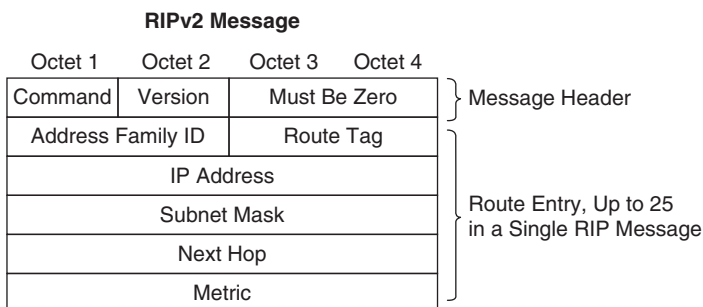 RIPv2 Message
Octet 1 Octet 2 Octet 3 Octet 4
Command Version Must Be Zero
Message Header
Address Family ID Route Tag
IP Address
Subnet Mask
Route Entry, Up to 25
in a Single RIP Message
Next Hop
Metric